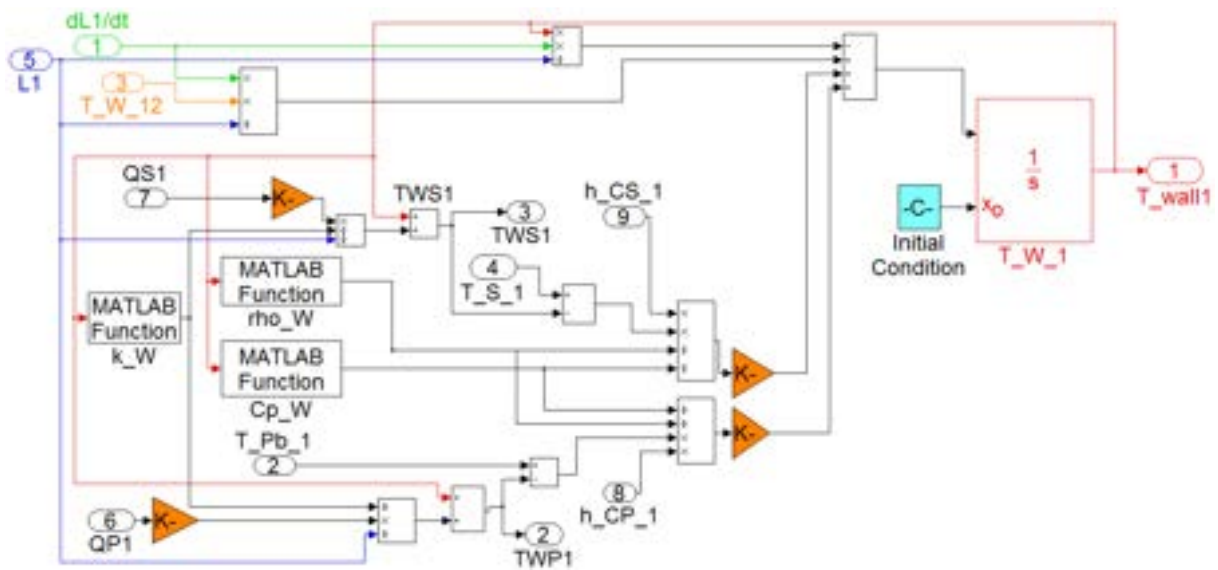 dL1/dt
1
5
L1
3
T_W_12
QS1
7
K-
TWS1
3
TWS1
h_CS_1
9
4
T_S_1
MATLAB
Function
rho_W
MATLAB
Function
k_W
MATLAB
Function
Cp_W
T_Pb_1
2
6
QP1
K-
2
TWP1
8
h_CP_1
K-
K-
-C-
Initial
Condition
1
s
xo
T_W_1
1
T_wall1